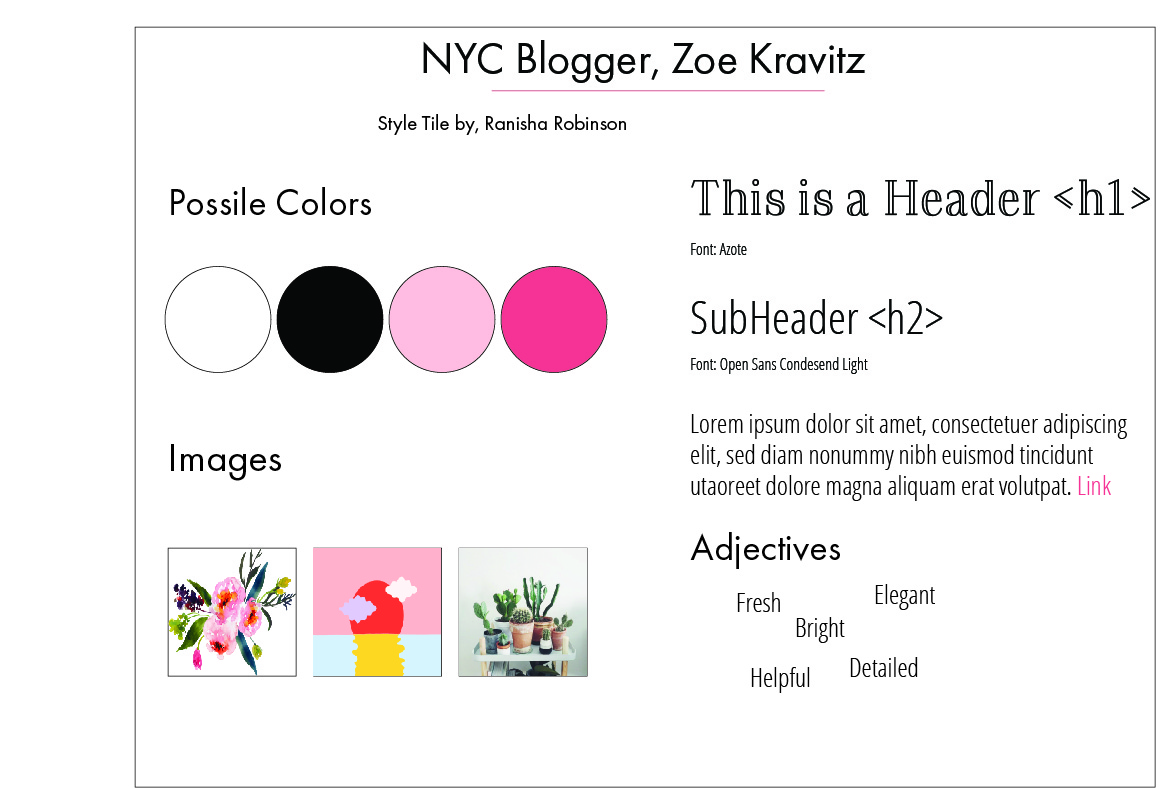 NYC Blogger, Zoe Kravitz
Style Tile by, Ranisha Robinson
Possile Colors
Images
This is a Header <h1>
Font: Azote
SubHeader <h2>
Font: Open Sans Condesend Light
Lorem ipsum dolor sit amet, consectetuer adipiscing
elit, sed diam nonummy nibh euismod tincidunt
utaoreet dolore magna aliquam erat volutpat. Link
Adjectives
Fresh
Elegant
Bright
Helpful
Detailed